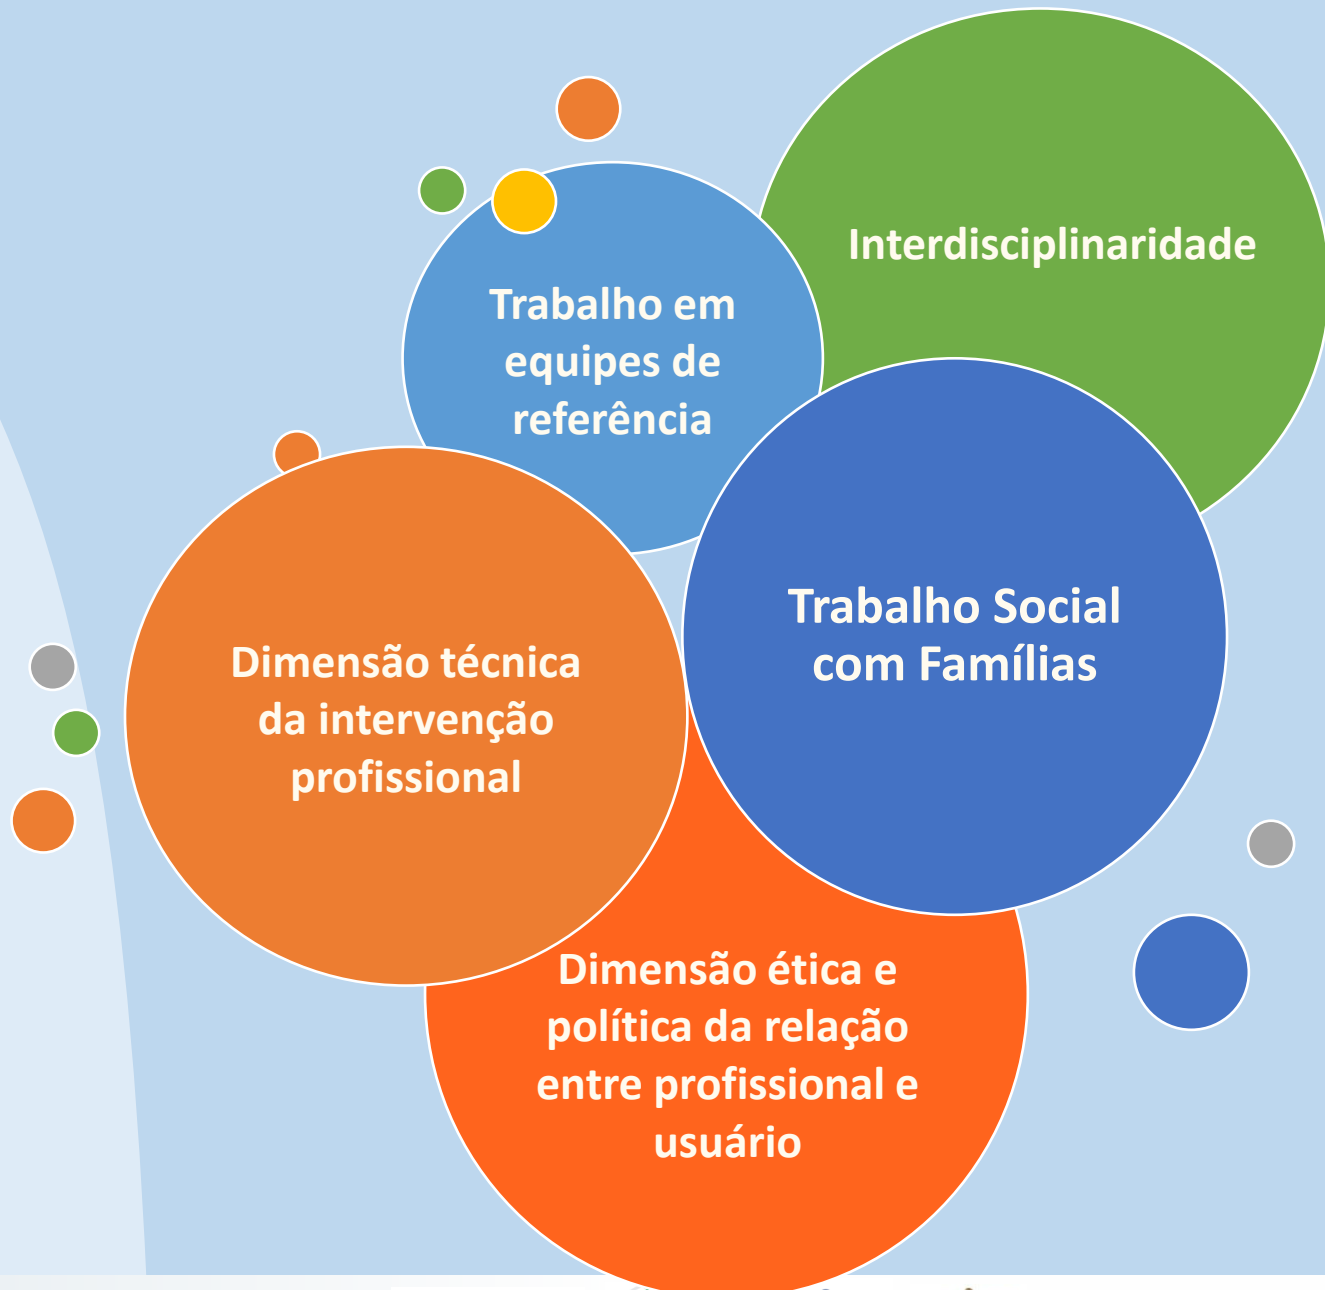 Interdisciplinaridade
Trabalho em
equipes de
referência
Trabalho Social
com Famílias
Dimensão técnica
da intervenção
profissional
Dimensão ética e
política da relação
entre profissional e
usuário